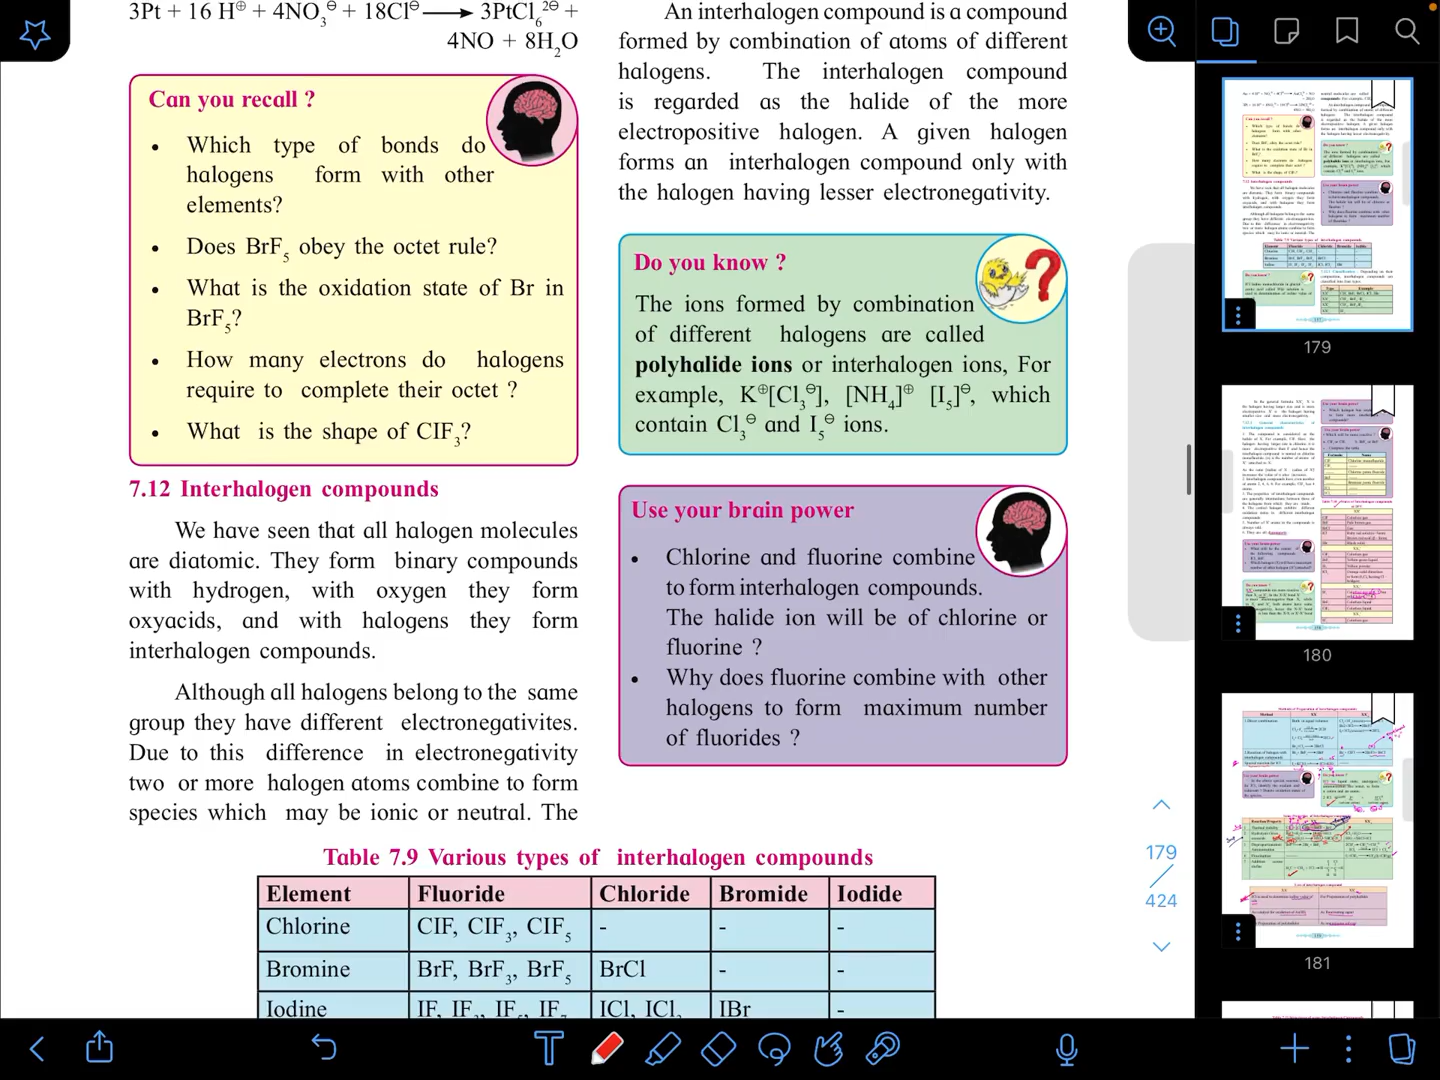 3Pt + 16 H⊕ + 4NO₃⊖ + 18Cl⊖ ⟶ 3PtCl₆²⊖ +
4NO + 8H₂O
Can you recall ?
• Which type of bonds do
halogens form with other
elements?
• Does BrF₅ obey the octet rule?
• What is the oxidation state of Br in
BrF₅?
• How many electrons do halogens
require to complete their octet ?
• What is the shape of CIF₃?
7.12 Interhalogen compounds
We have seen that all halogen molecules
are diatomic. They form binary compounds
with hydrogen, with oxygen they form
oxyacids, and with halogens they form
interhalogen compounds.
Although all halogens belong to the same
group they have different electronegativites.
Due to this difference in electronegativity
two or more halogen atoms combine to form
species which may be ionic or neutral. The
An interhalogen compound is a compound
formed by combination of atoms of different
halogens. The interhalogen compound
is regarded as the halide of the more
electropositive halogen. A given halogen
forms an interhalogen compound only with
the halogen having lesser electronegativity.
Do you know ?
The ions formed by combination
of different halogens are called
polyhalide ions or interhalogen ions, For
example, K⊕[Cl₃⊖], [NH₄]⊕ [I₅]⊖, which
contain Cl₃⊖ and I₅⊖ ions.
Use your brain power
• Chlorine and fluorine combine
to form interhalogen compounds.
The halide ion will be of chlorine or
fluorine ?
• Why does fluorine combine with other
halogens to form maximum number
of fluorides ?
Table 7.9 Various types of interhalogen compounds
Element Fluoride Chloride Bromide Iodide
Chlorine CIF, CIF₃, CIF₅ - - -
Bromine BrF, BrF₃, BrF₅ BrCl - -
Iodine IF, IF₃, IF₅, IF₇ ICl, ICl₃ IBr -
179
424
179
180
181
T